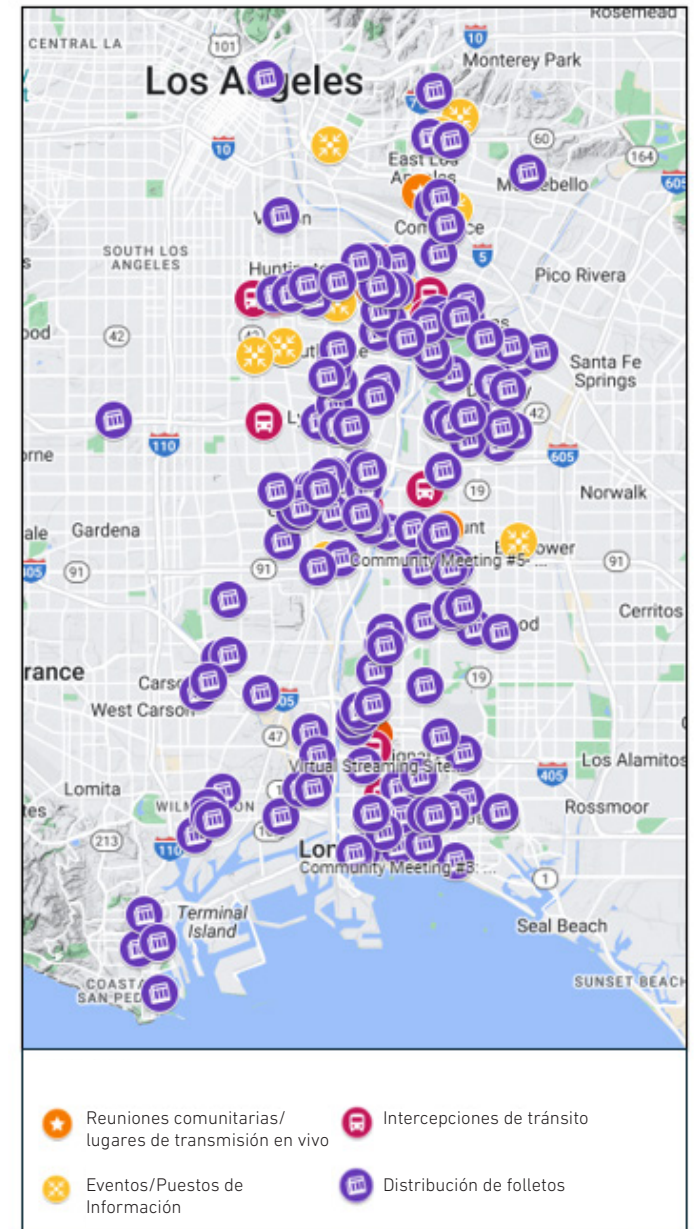 Rosemead
CENTRAL LA
101
10
Monterey Park
Los Angeles
10
60
164
East Los
Montebello
605
SOUTH LOS
ANGELES
5
Pico Rivera
42
Santa Fe
Springs
42
110
605
19
Norwalk
Gardena
91
91
91
Community Meeting #5- ...
Cerritos
19
Carson
West Carson
47
405
Los Alamitos
Virtual Streaming Site...
Lomita
Rossmoor
213
110
Community Meeting #3: ...
1
Terminal
Island
Seal Beach
SUNSET BEACH
COASTA
SAN PED
Reuniones comunitarias/
lugares de transmisión en vivo
Intercepciones de tránsito
Eventos/Puestos de
Información
Distribución de folletos